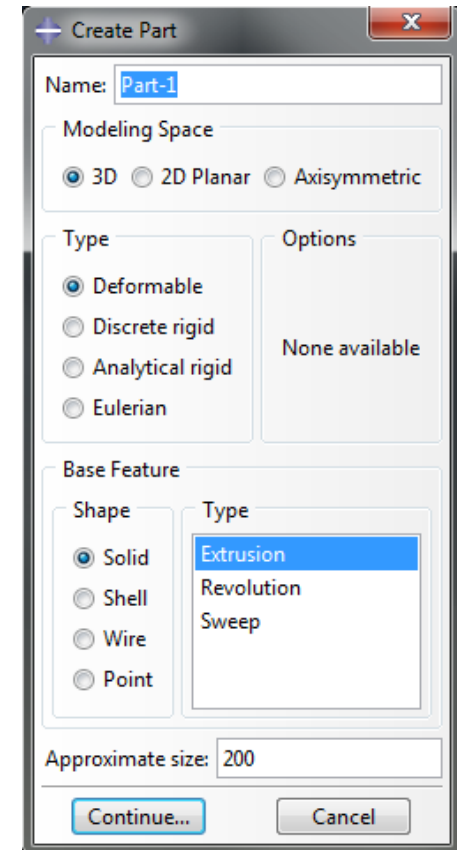 Create Part
Name: Part-1
Modeling Space
3D 2D Planar Axisymmetric
Type
Deformable
Discrete rigid
Analytical rigid
Eulerian
Options
None available
Base Feature
Shape
Solid
Shell
Wire
Point
Type
Extrusion
Revolution
Sweep
Approximate size: 200
Continue... Cancel